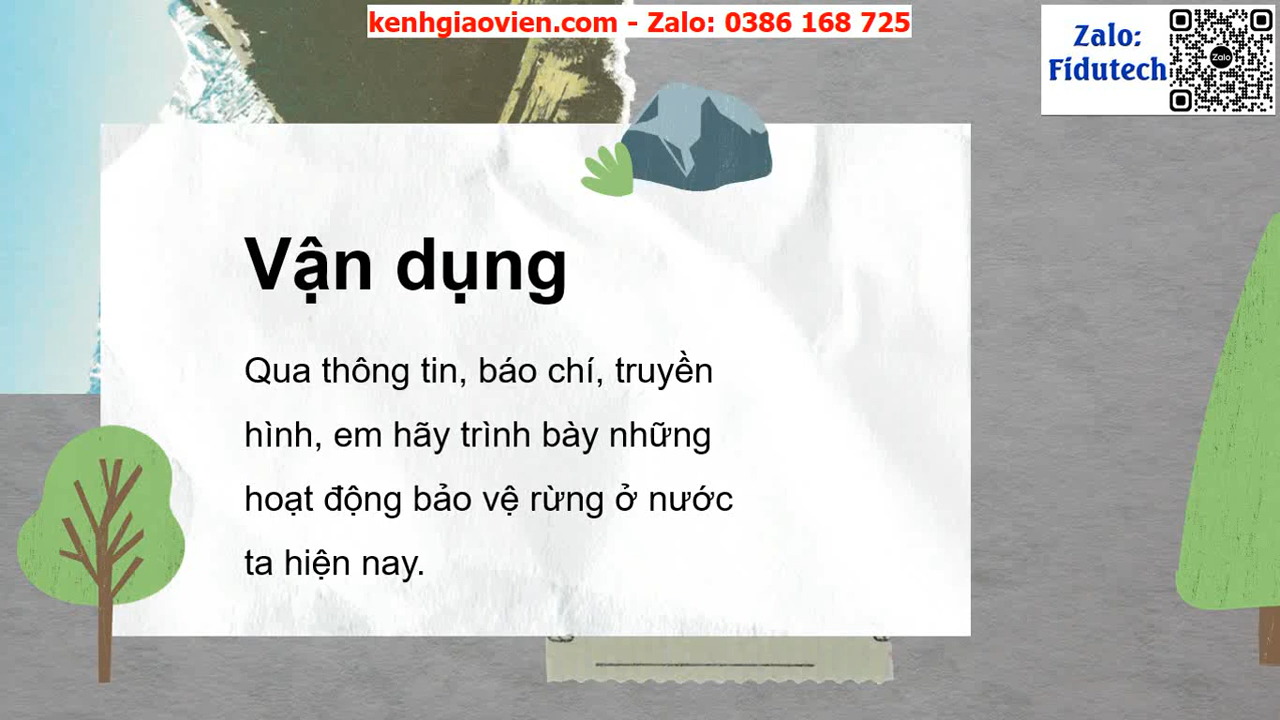 kenhgiaovien.com - Zalo: 0386 168 725
Zalo:
Fidutech
Zalo
Vận dụng
Qua thông tin, báo chí, truyền
hình, em hãy trình bày những
hoạt động bảo vệ rừng ở nước
ta hiện nay.